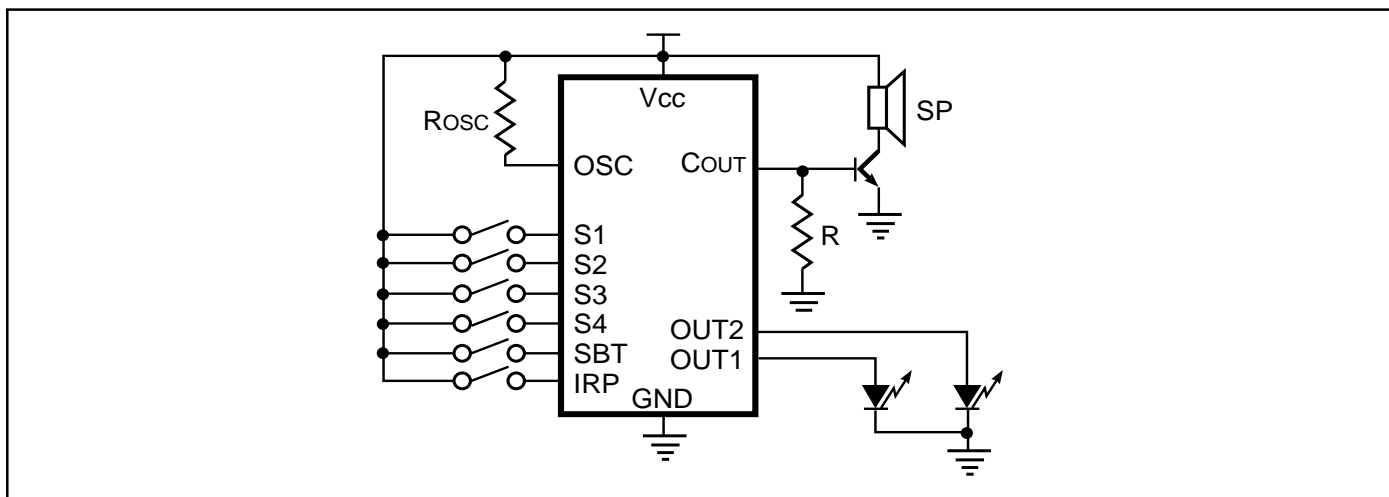 Vcc
ROSC
SP
OSC
COUT
S1
R
S2
S3
S4
OUT2
SBT
OUT1
IRP
GND